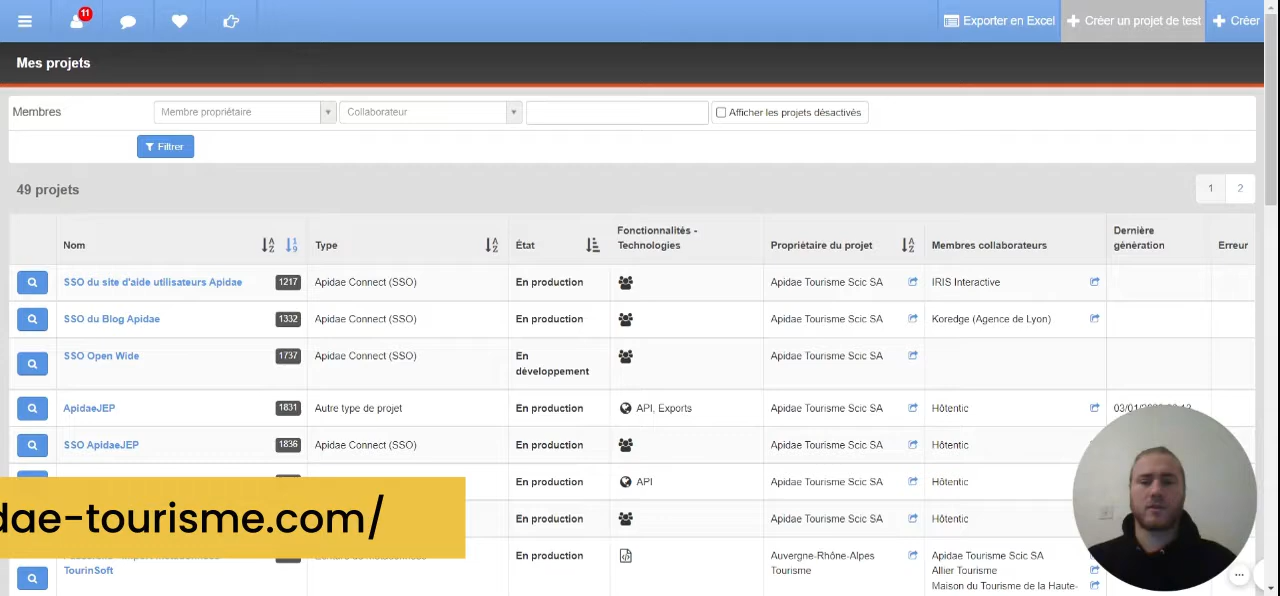 11
Exporter en Excel
Créer un projet de test
Créer
Mes projets
Membres
Membre propriétaire
Collaborateur
Afficher les projets désactivés
Filtrer
49 projets
1 2
Nom
Type
État
Fonctionnalités -
Technologies
Propriétaire du projet
Membres collaborateurs
Dernière
génération
Erreur
SSO du site d'aide utilisateurs Apidae 1217 Apidae Connect (SSO) En production Apidae Tourisme Scic SA IRIS Interactive
SSO du Blog Apidae 1332 Apidae Connect (SSO) En production Apidae Tourisme Scic SA Koredge (Agence de Lyon)
SSO Open Wide 1737 Apidae Connect (SSO) En Apidae Tourisme Scic SA
développement
ApidaeJEP 1831 Autre type de projet En production API, Exports Apidae Tourisme Scic SA Hôtentic
SSO ApidaeJEP 1836 Apidae Connect (SSO) En production Apidae Tourisme Scic SA Hôtentic
En production API Apidae Tourisme Scic SA Hôtentic
En production Apidae Tourisme Scic SA Hôtentic
dae-tourisme.com/
En production Auvergne-Rhône-Alpes Apidae Tourisme Scic SA
TourinSoft Tourisme Allier Tourisme
Maison du Tourisme de la Haute-